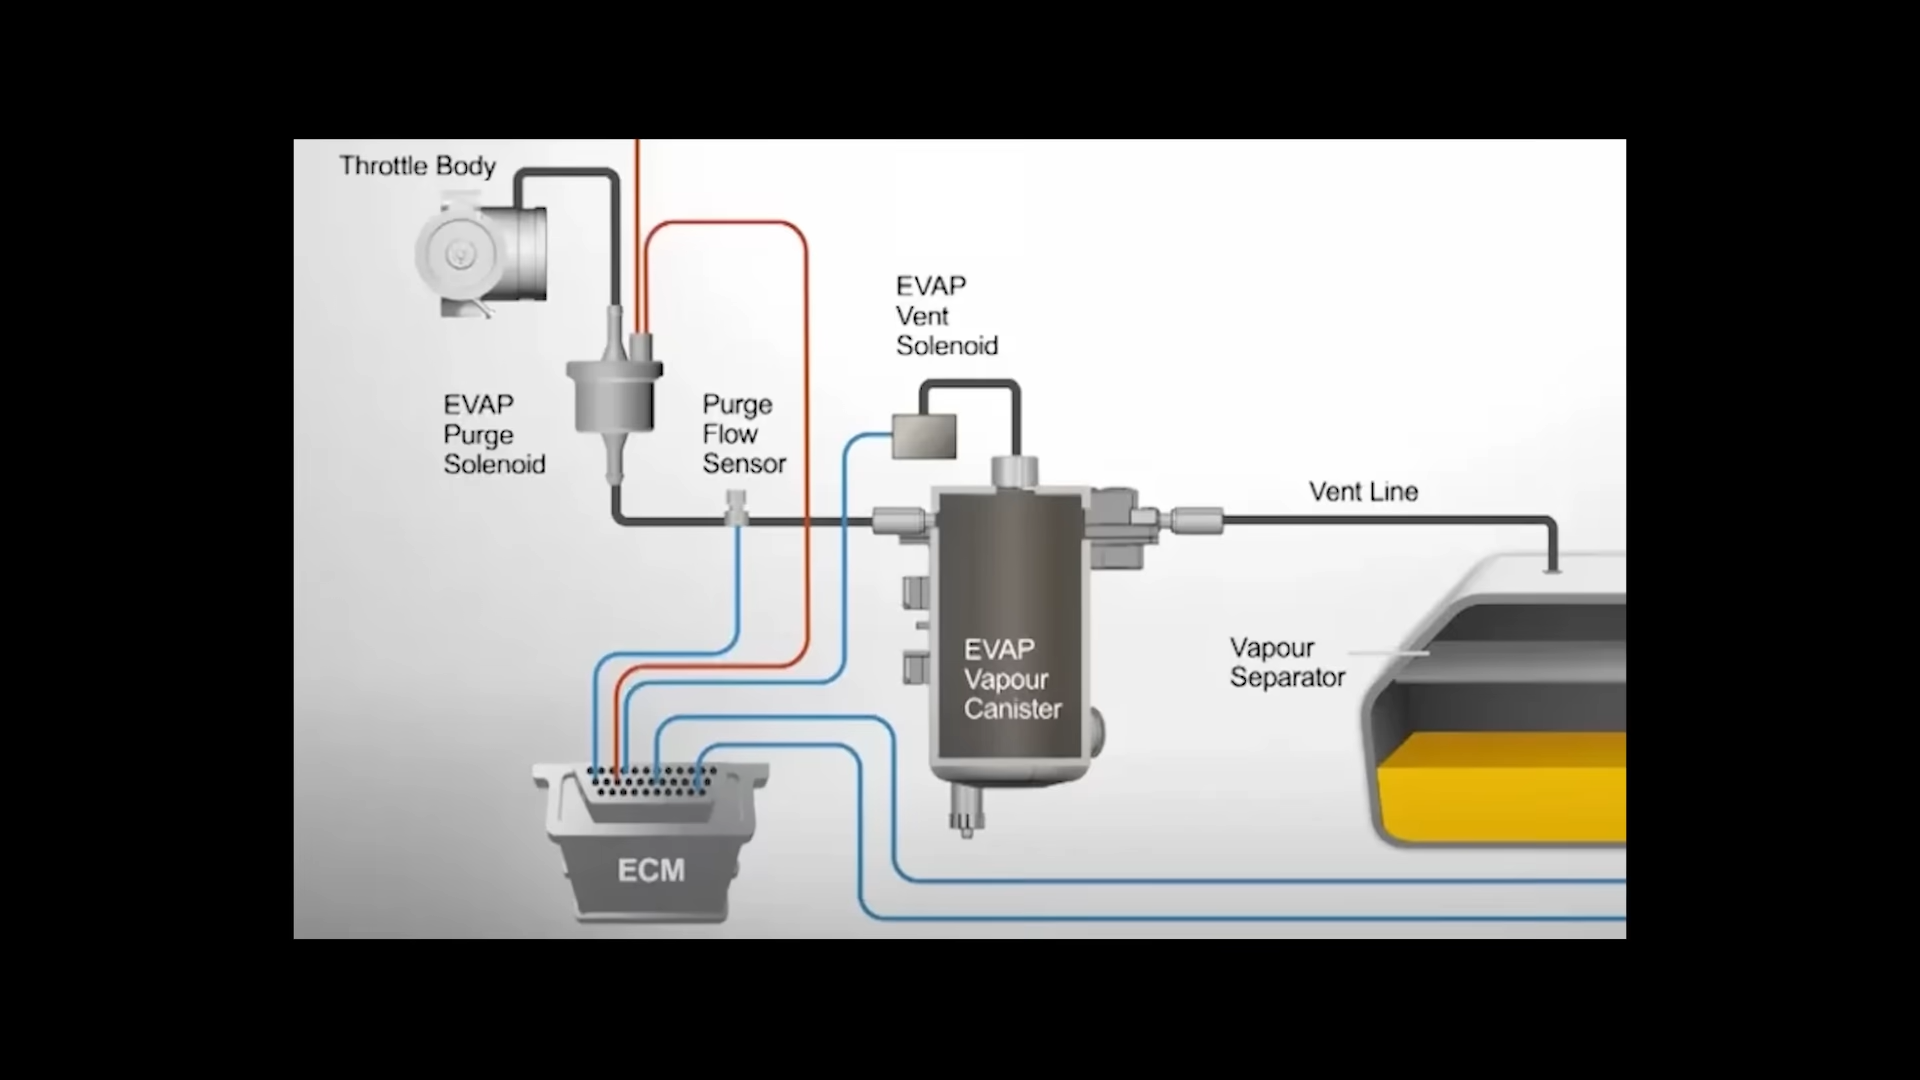 Throttle Body
EVAP
Vent
Solenoid
EVAP
Purge
Solenoid
Purge
Flow
Sensor
Vent Line
EVAP
Vapour
Canister
Vapour
Separator
ECM